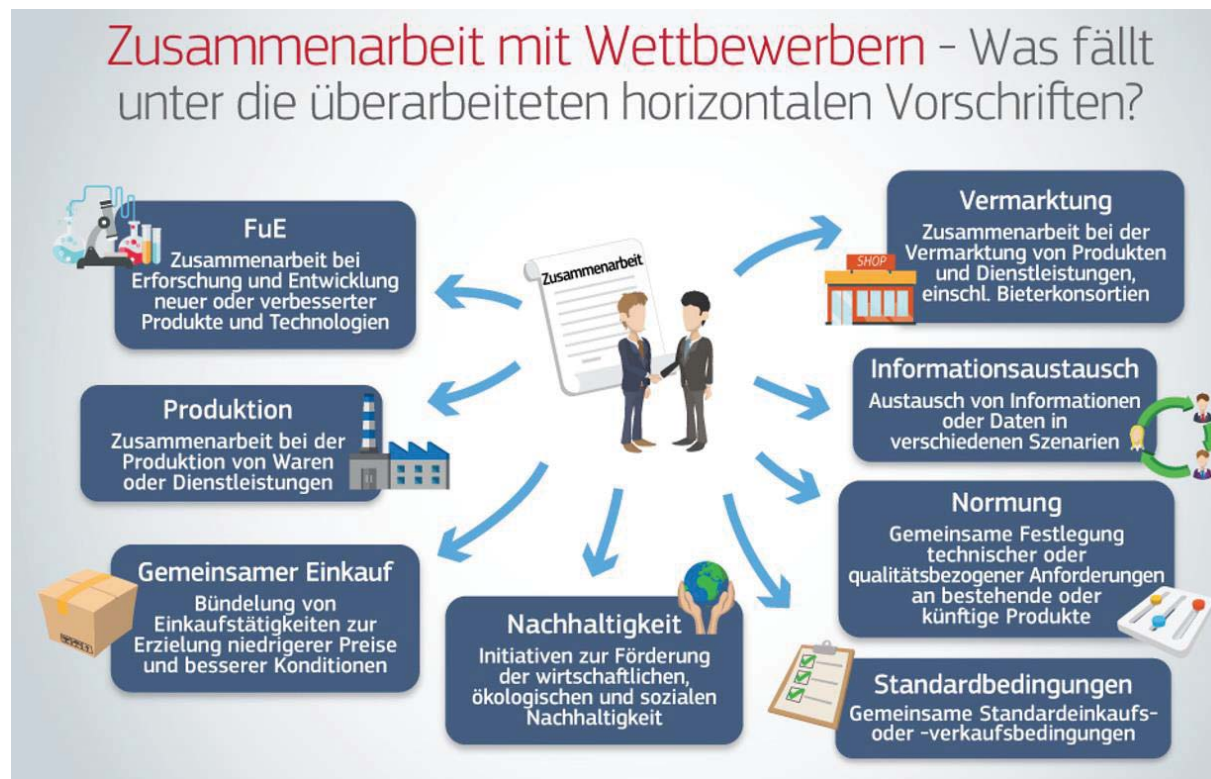 Zusammenarbeit mit Wettbewerbern - Was fällt
unter die überarbeiteten horizontalen Vorschriften?
FuE
Zusammenarbeit bei
Erforschung und Entwicklung
neuer oder verbesserter
Produkte und Technologien
Produktion
Zusammenarbeit bei der
Produktion von Waren
oder Dienstleistungen
Gemeinsamer Einkauf
Bündelung von
Einkaufstätigkeiten zur
Erzielung niedrigerer Preise
und besserer Konditionen
Zusammenarbeit
Nachhaltigkeit
Initiativen zur Förderung
der wirtschaftlichen,
ökologischen und sozialen
Nachhaltigkeit
Vermarktung
Zusammenarbeit bei der
Vermarktung von Produkten
und Dienstleistungen,
einschl. Bieterkonsortien
SHOP
Informationsaustausch
Austausch von Informationen
oder Daten in
verschiedenen Szenarien
Normung
Gemeinsame Festlegung
technischer oder
qualitätsbezogener Anforderungen
an bestehende oder
künftige Produkte
Standardbedingungen
Gemeinsame Standardeinkaufs-
oder -verkaufsbedingungen